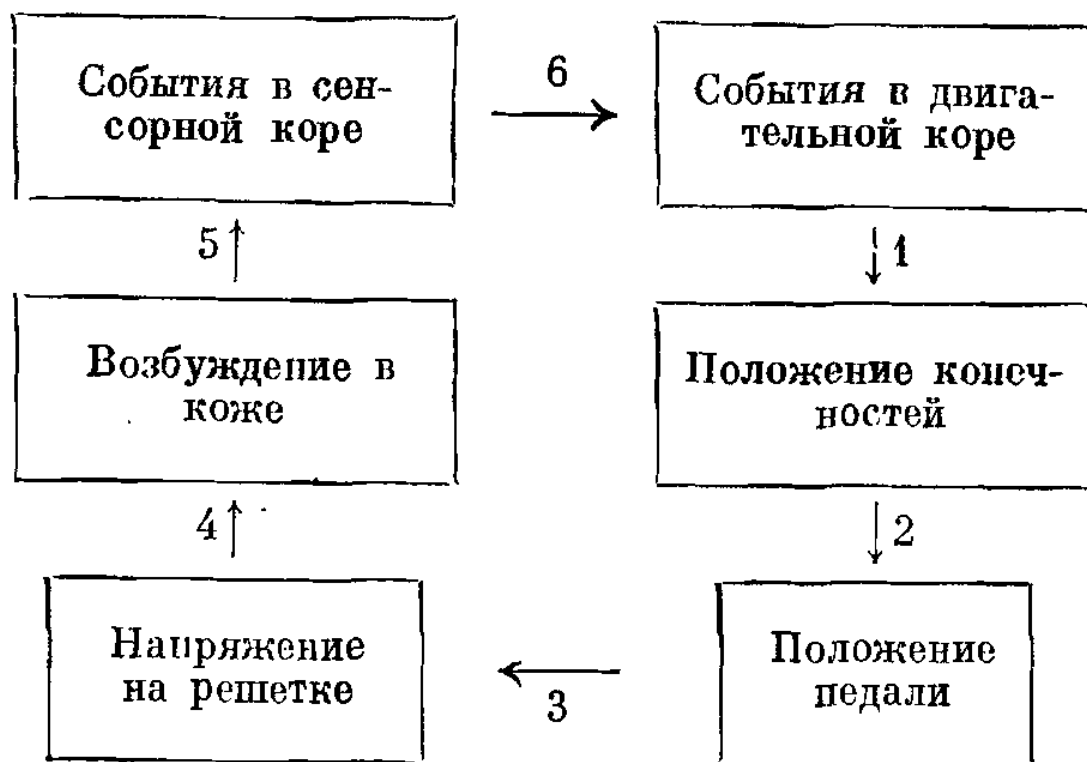 События в сен-
сорной коре
6
События в двига-
тельной коре
5
1
Возбуждение в
коже
Положение конеч-
ностей
4
2
Напряжение
на решетке
3
Положение
педали